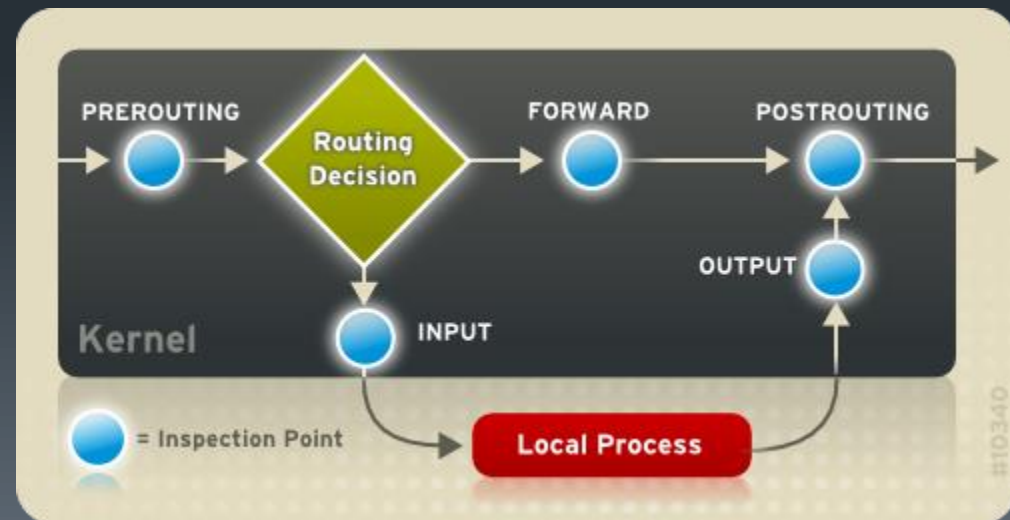 PREROUTING
Routing
Decision
FORWARD
POSTROUTING
OUTPUT
INPUT
Kernel
= Inspection Point
Local Process
#10340